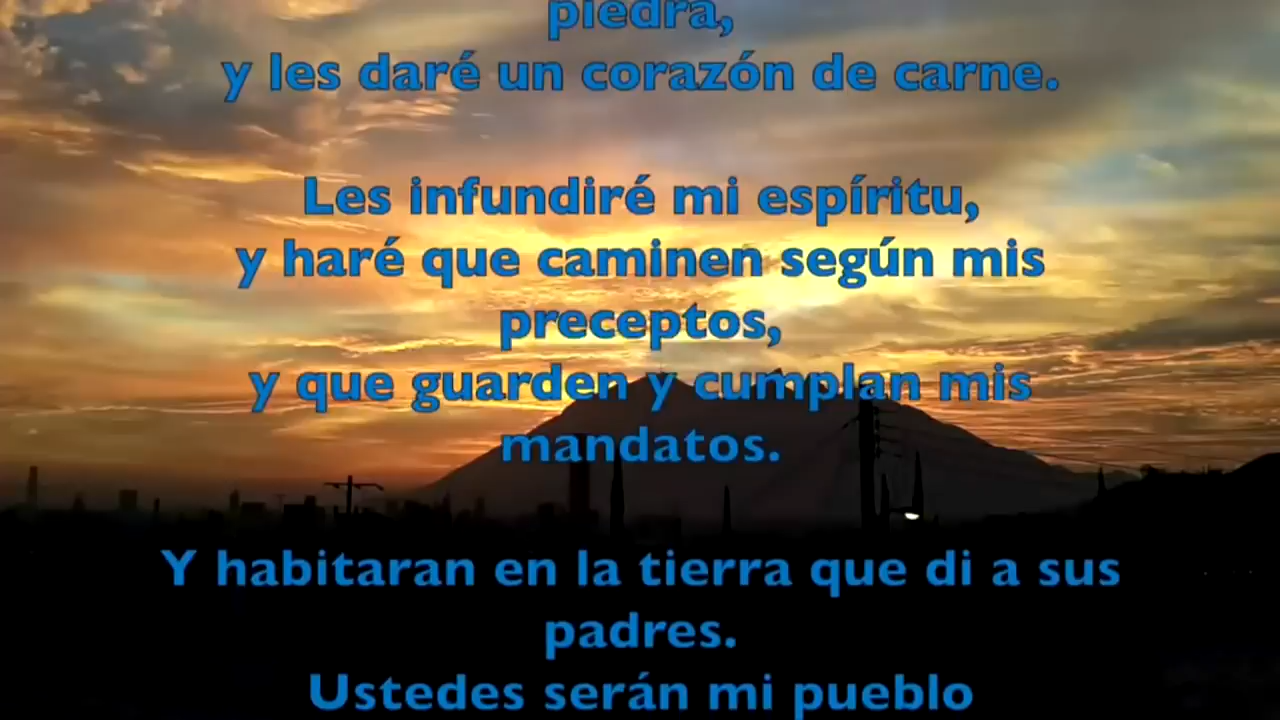 piedra,
y les daré un corazón de carne.
Les infundiré mi espíritu,
y haré que caminen según mis
preceptos,
y que guarden y cumplan mis
mandatos.
Y habitaran en la tierra que di a sus
padres.
Ustedes serán mi pueblo